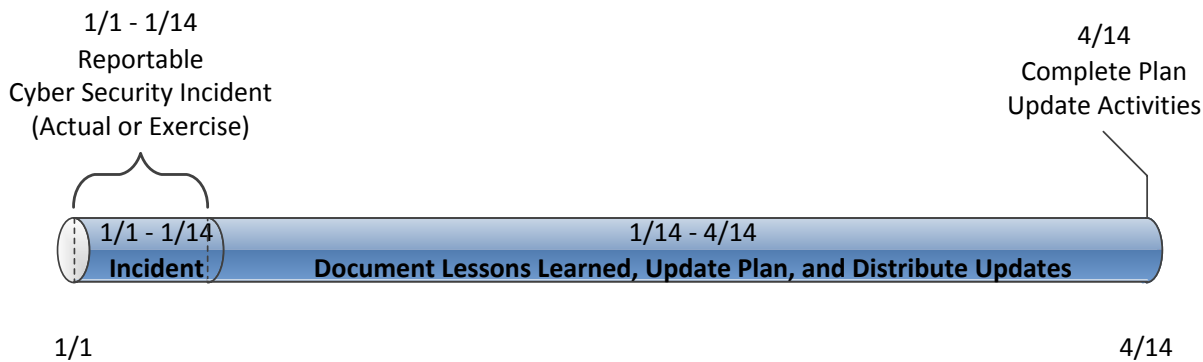 1/1 - 1/14
Reportable
Cyber Security Incident
(Actual or Exercise)
4/14
Complete Plan
Update Activities
1/1 - 1/14
Incident
1/14 - 4/14
Document Lessons Learned, Update Plan, and Distribute Updates
1/1
4/14